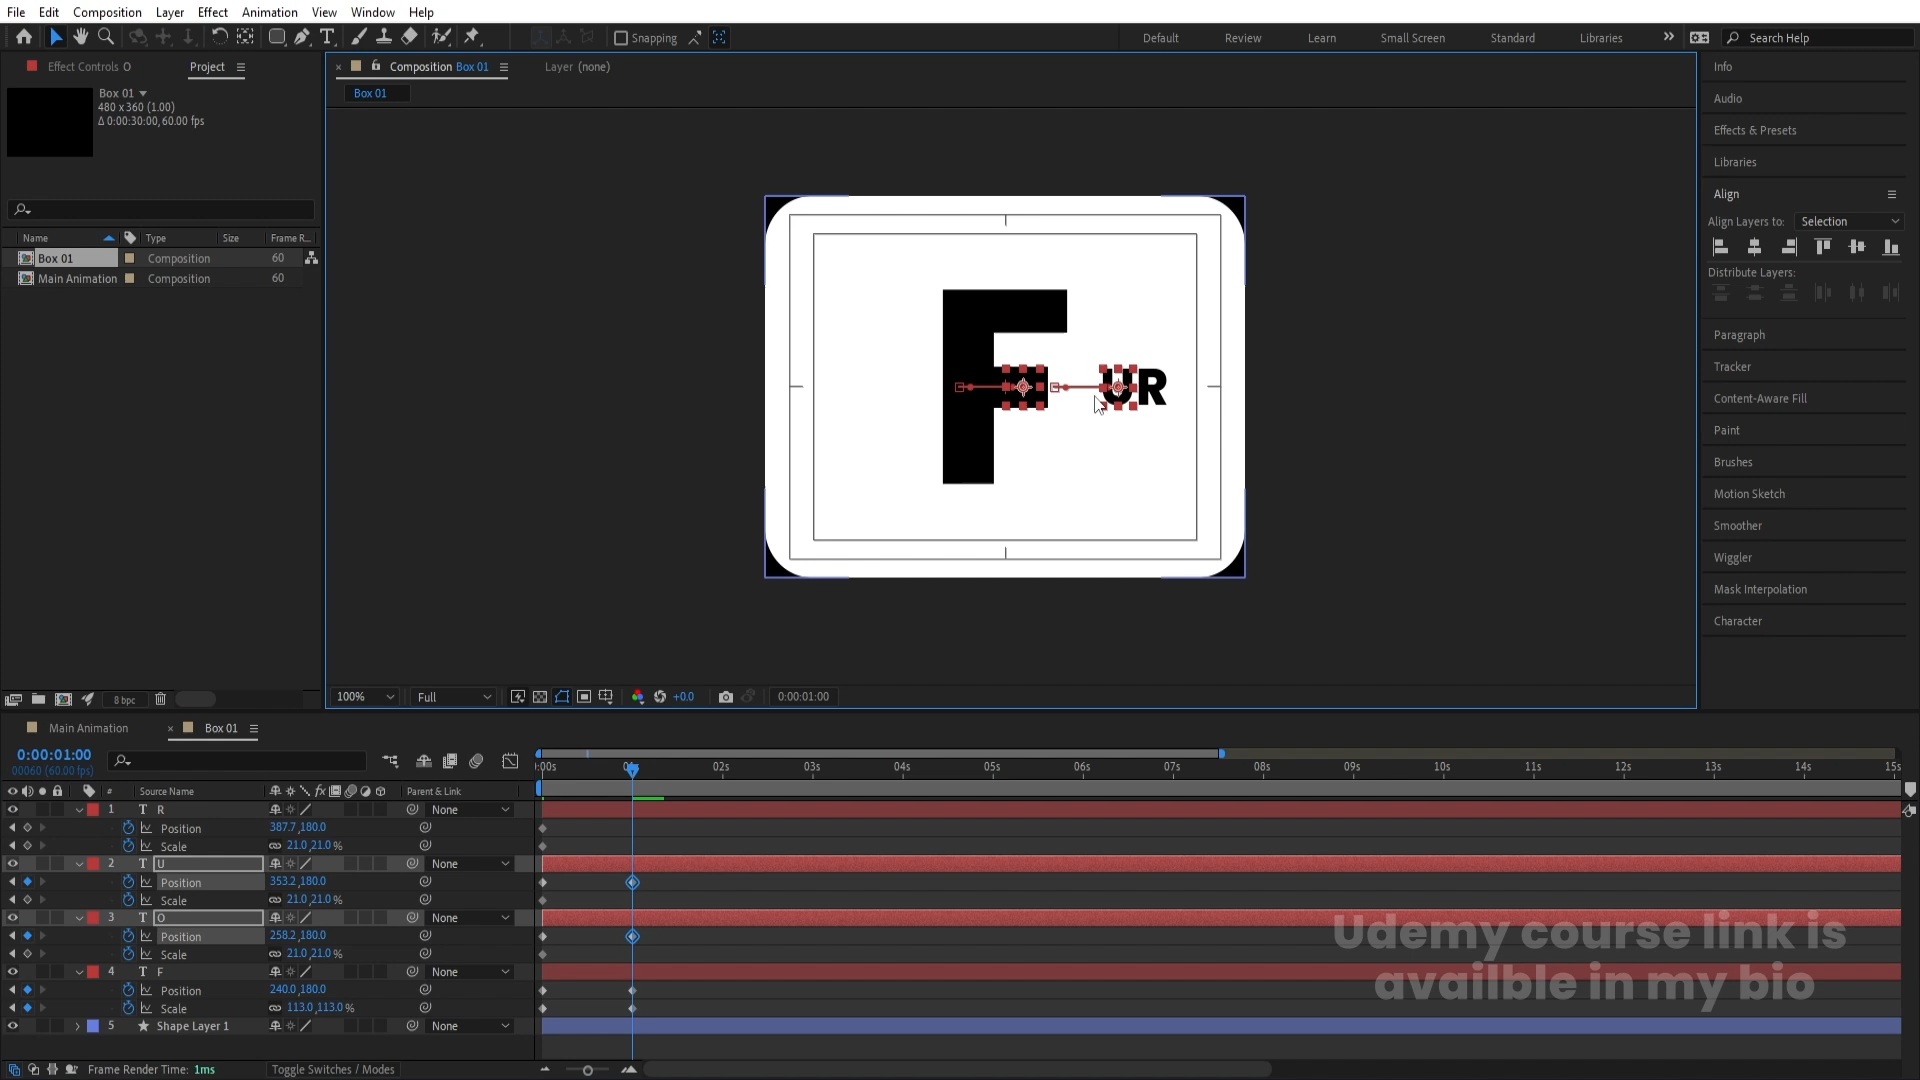 File Edit Composition Layer Effect Animation View Window Help
Snapping
Default Review Learn Small Screen Standard Libraries
Search Help
Effect Controls O
Project
Composition Box 01
Layer (none)
Box 01
Box 01
480 x 360 (1.00)
Δ 0:00:30:00, 60.00 fps
Name Type Size Frame R...
Box 01 Composition 60
Main Animation Composition 60
8 bpc
F
UR
100%
Full
+0.0
0:00:01:00
Info
Audio
Effects & Presets
Libraries
Align
Align Layers to: Selection
Distribute Layers:
Paragraph
Tracker
Content-Aware Fill
Paint
Brushes
Motion Sketch
Smoother
Wiggler
Mask Interpolation
Character
Main Animation
Box 01
0:00:01:00
00060 (60.00 fps)
# Source Name fx Parent & Link
:00s 02s 03s 04s 05s 06s 07s 08s 09s 10s 11s 12s 13s 14s 15s
1 T R None
Position 387.7,180.0
Scale 21.0,21.0 %
2 T U None
Position 353.2,180.0
Scale 21.0,21.0 %
3 T O None
Position 258.2,180.0
Scale 21.0,21.0 %
4 T F None
Position 240.0,180.0
Scale 113.0,113.0 %
5 Shape Layer 1 None
Frame Render Time: 1ms
Toggle Switches / Modes
Udemy course link is
availble in my bio